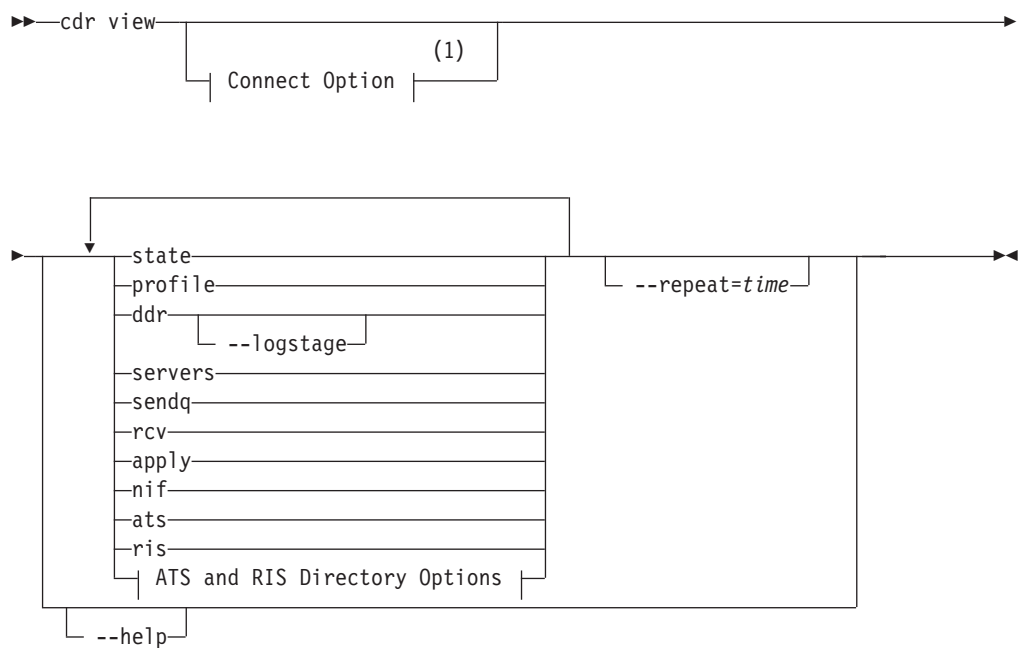 cdr view
(1)
Connect Option
state
profile
ddr
--logstage
servers
sendq
rcv
apply
nif
ats
ris
ATS and RIS Directory Options
--repeat=time
--help